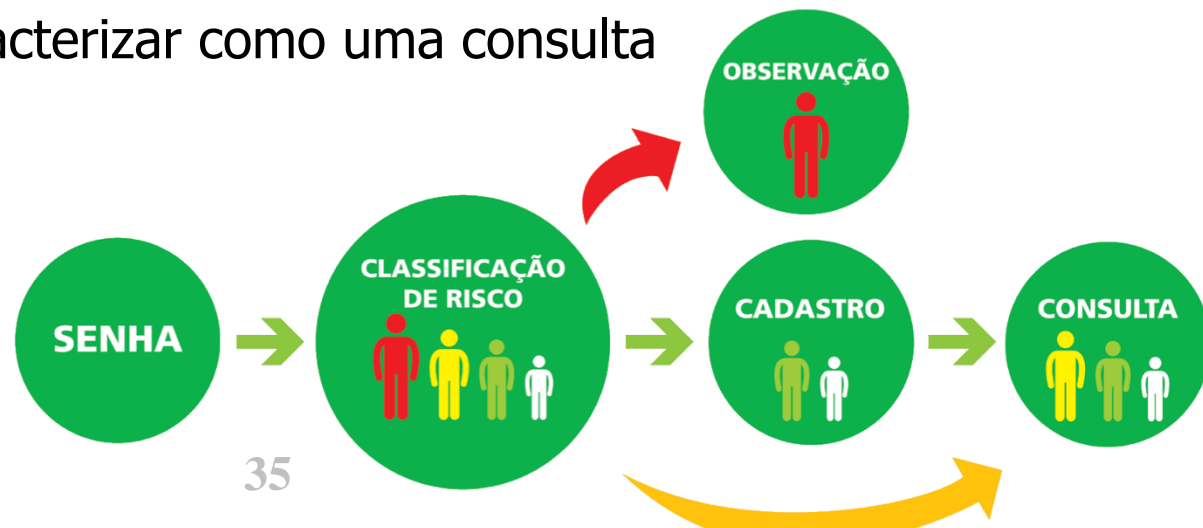 acterizar como uma consulta
OBSERVAÇÃO
CLASSIFICAÇÃO
DE RISCO
SENHA
CADASTRO
CONSULTA
35